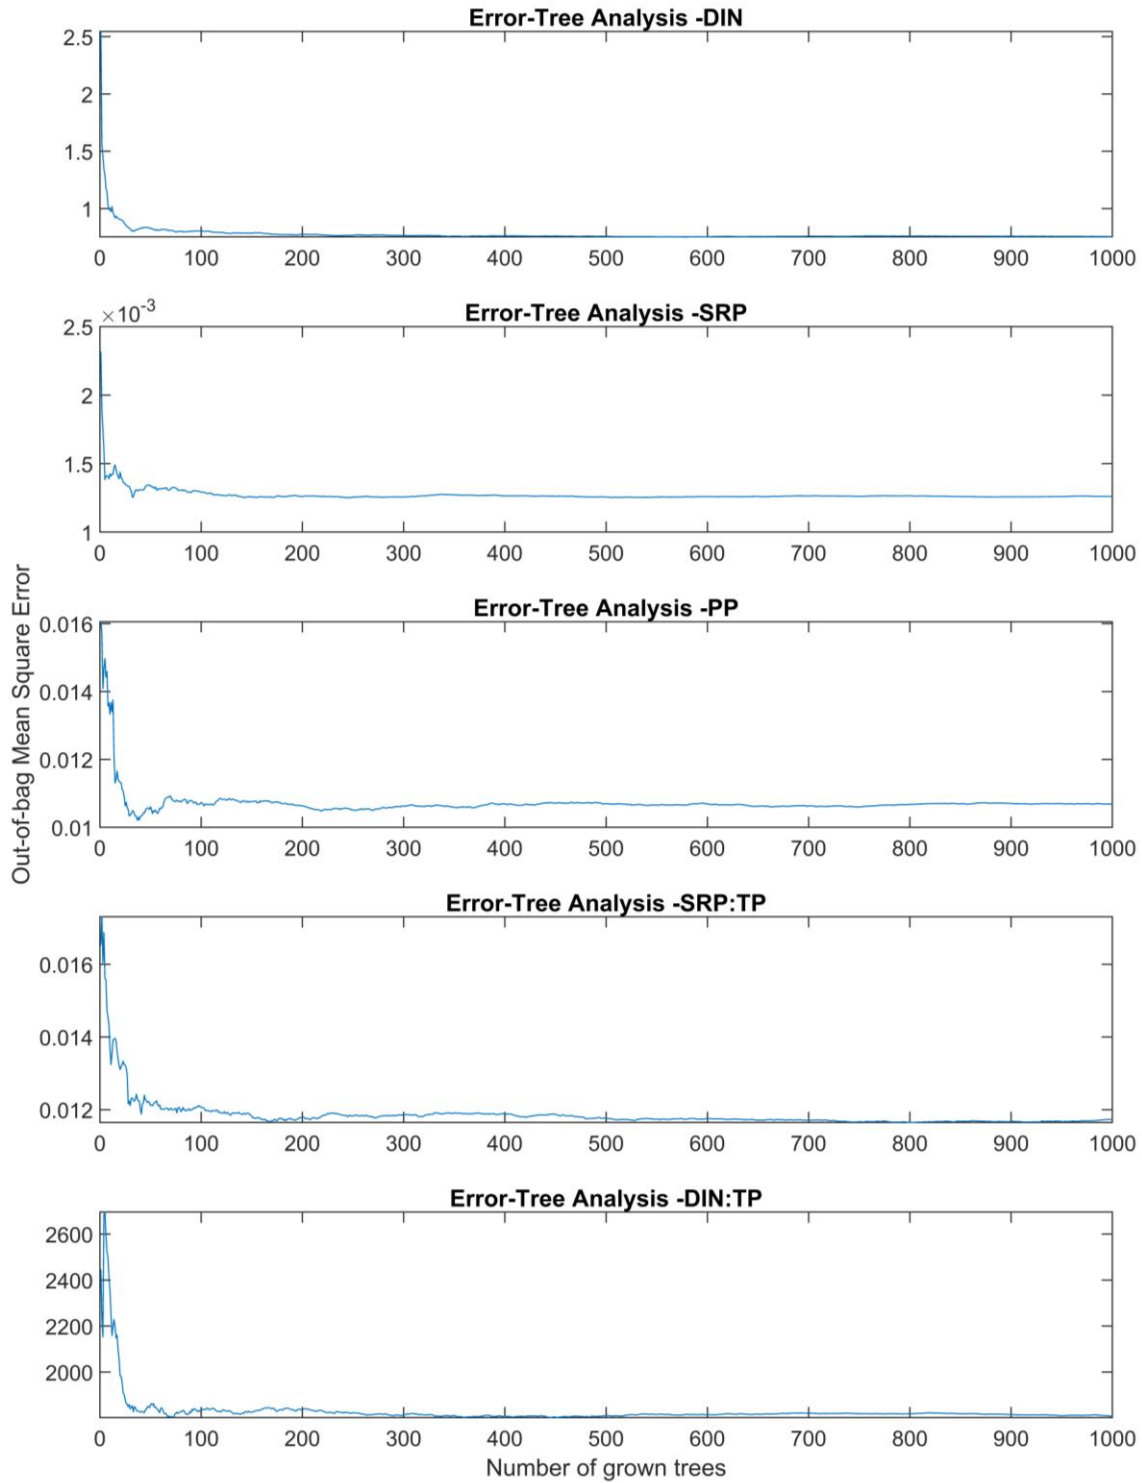 Error-Tree Analysis -DIN
2.5
2
1.5
1
0 100 200 300 400 500 600 700 800 900 1000
Error-Tree Analysis -SRP
×10-3
2.5
2
1.5
1
0 100 200 300 400 500 600 700 800 900 1000
Out-of-bag Mean Square Error
Error-Tree Analysis -PP
0.016
0.014
0.012
0.01
0 100 200 300 400 500 600 700 800 900 1000
Error-Tree Analysis -SRP:TP
0.016
0.014
0.012
0 100 200 300 400 500 600 700 800 900 1000
Error-Tree Analysis -DIN:TP
2600
2400
2200
2000
0 100 200 300 400 500 600 700 800 900 1000
Number of grown trees